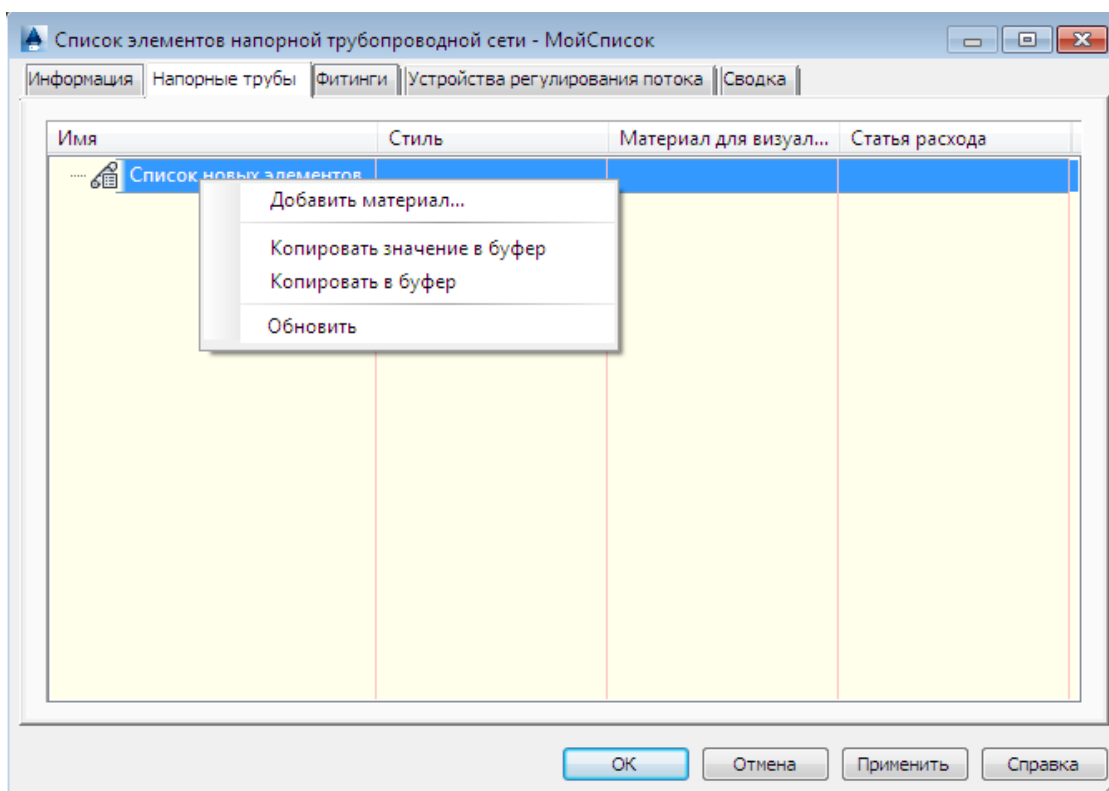 Список элементов напорной трубопроводной сети - МойСписок
Информация Напорные трубы Фитинги Устройства регулирования потока Сводка
Имя Стиль Материал для визуал... Статья расхода
Список новых элементов
Добавить материал...
Копировать значение в буфер
Копировать в буфер
Обновить
ОК Отмена Применить Справка